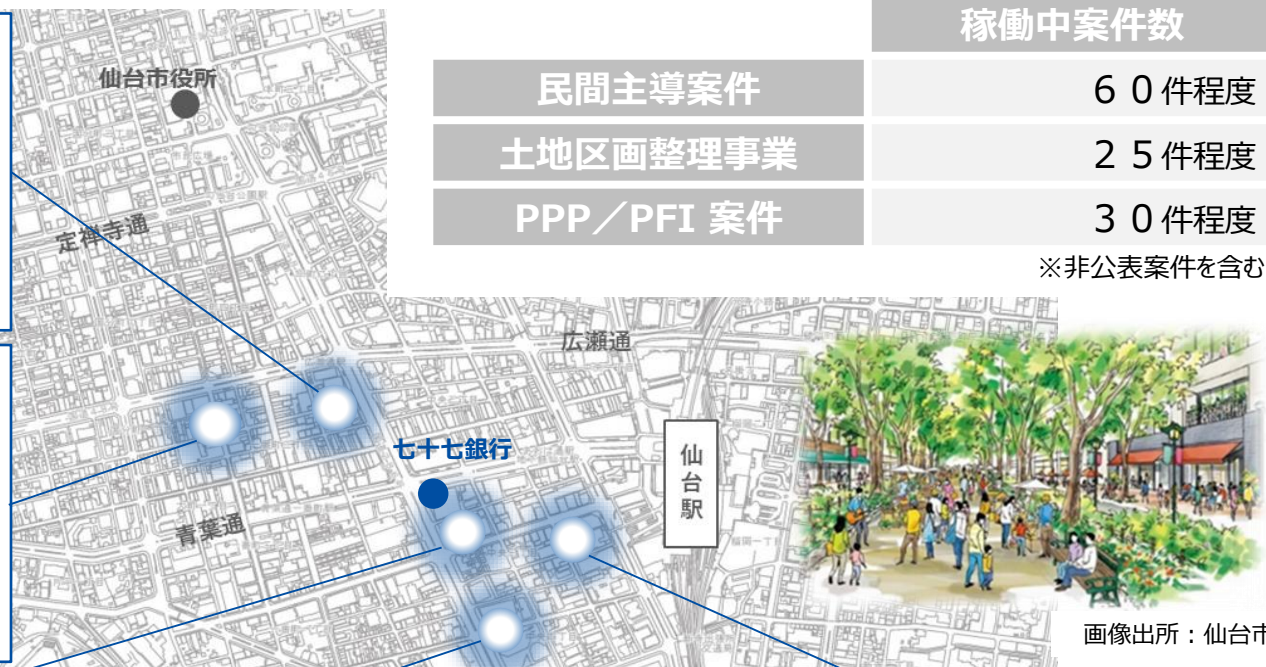 稼働中案件数
民間主導案件
６０件程度
土地区画整理事業
２５件程度
PPP／PFI 案件
３０件程度
※非公表案件を含む
仙台市役所
定禅寺通
広瀬通
七十七銀行
仙台駅
青葉通
画像出所：仙台市